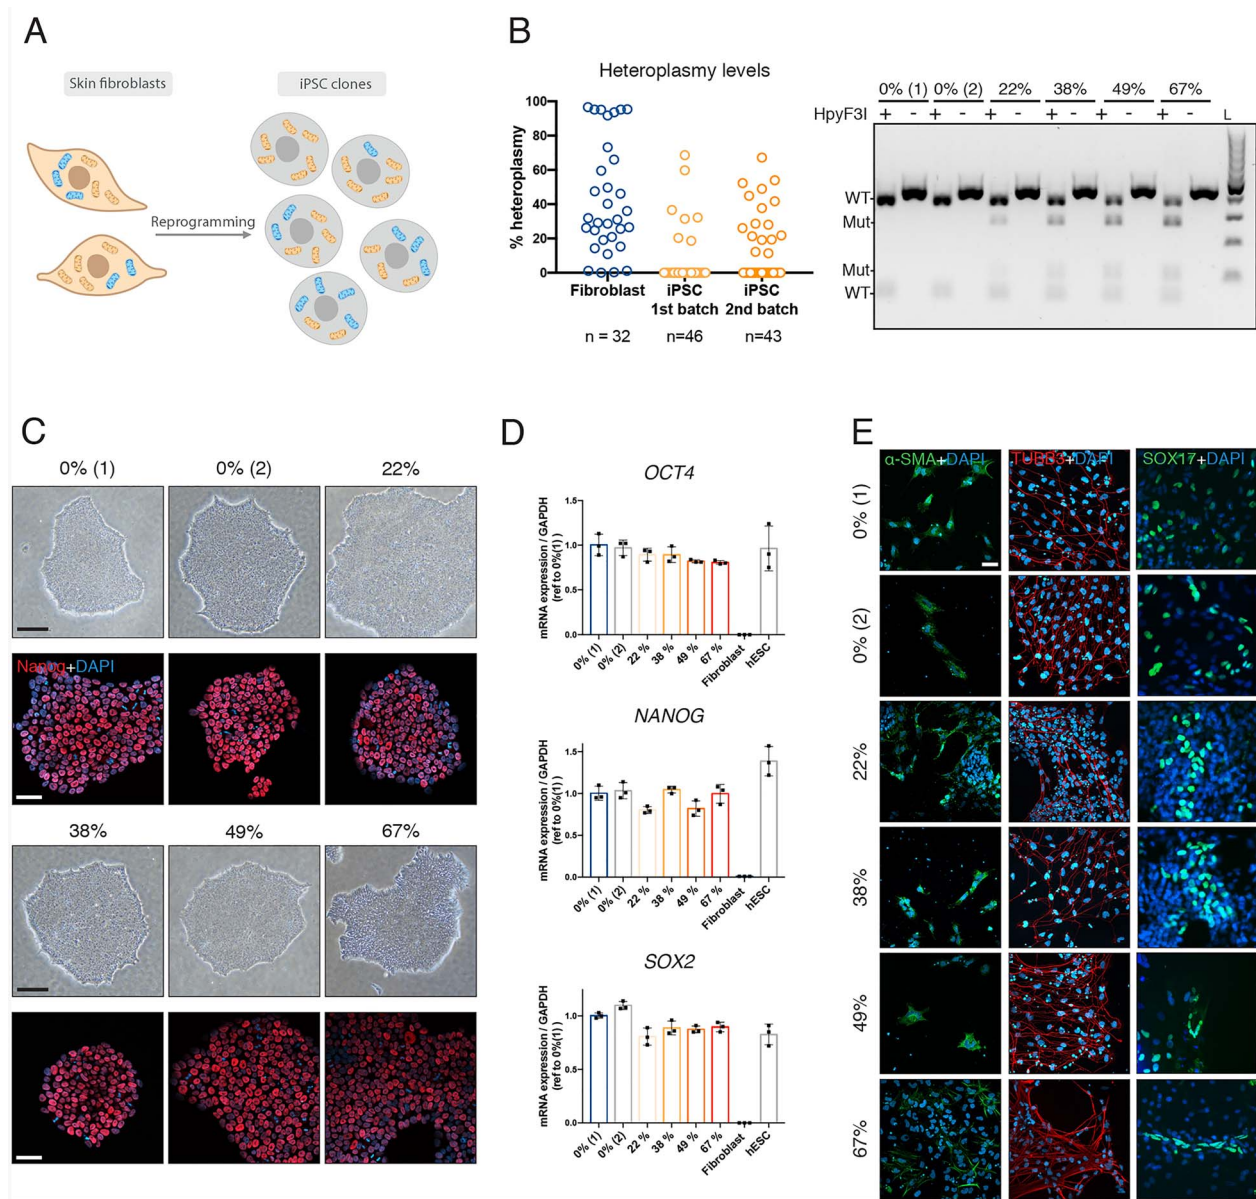 A
Skin fibroblasts
iPSC clones
Reprogramming
B
Heteroplasmy levels
% heteroplasmy
100
80
60
40
20
0
Fibroblast
iPSC
1st batch
iPSC
2nd batch
n = 32
n=46
n=43
0% (1) 0% (2) 22% 38% 49% 67%
HpyF3I + - + - + - + - + - + - L
WT
Mut
Mut
WT
C
0% (1) 0% (2) 22%
Nanog+DAPI
38% 49% 67%
D
OCT4
mRNA expression / GAPDH
(ref to 0%(1) )
1.5
1.0
0.5
0.0
0% (1) 0% (2) 22 % 38 % 49 % 67 % Fibroblast hESC
NANOG
mRNA expression / GAPDH
(ref to 0%(1) )
1.5
1.0
0.5
0.0
0% (1) 0% (2) 22 % 38 % 49 % 67 % Fibroblast hESC
SOX2
mRNA expression / GAPDH
(ref to 0%(1) )
1.0
0.5
0.0
0% (1) 0% (2) 22 % 38 % 49 % 67 % Fibroblast hESC
E
α-SMA+DAPI TUBB3+DAPI SOX17+DAPI
0% (1)
0% (2)
22%
38%
49%
67%